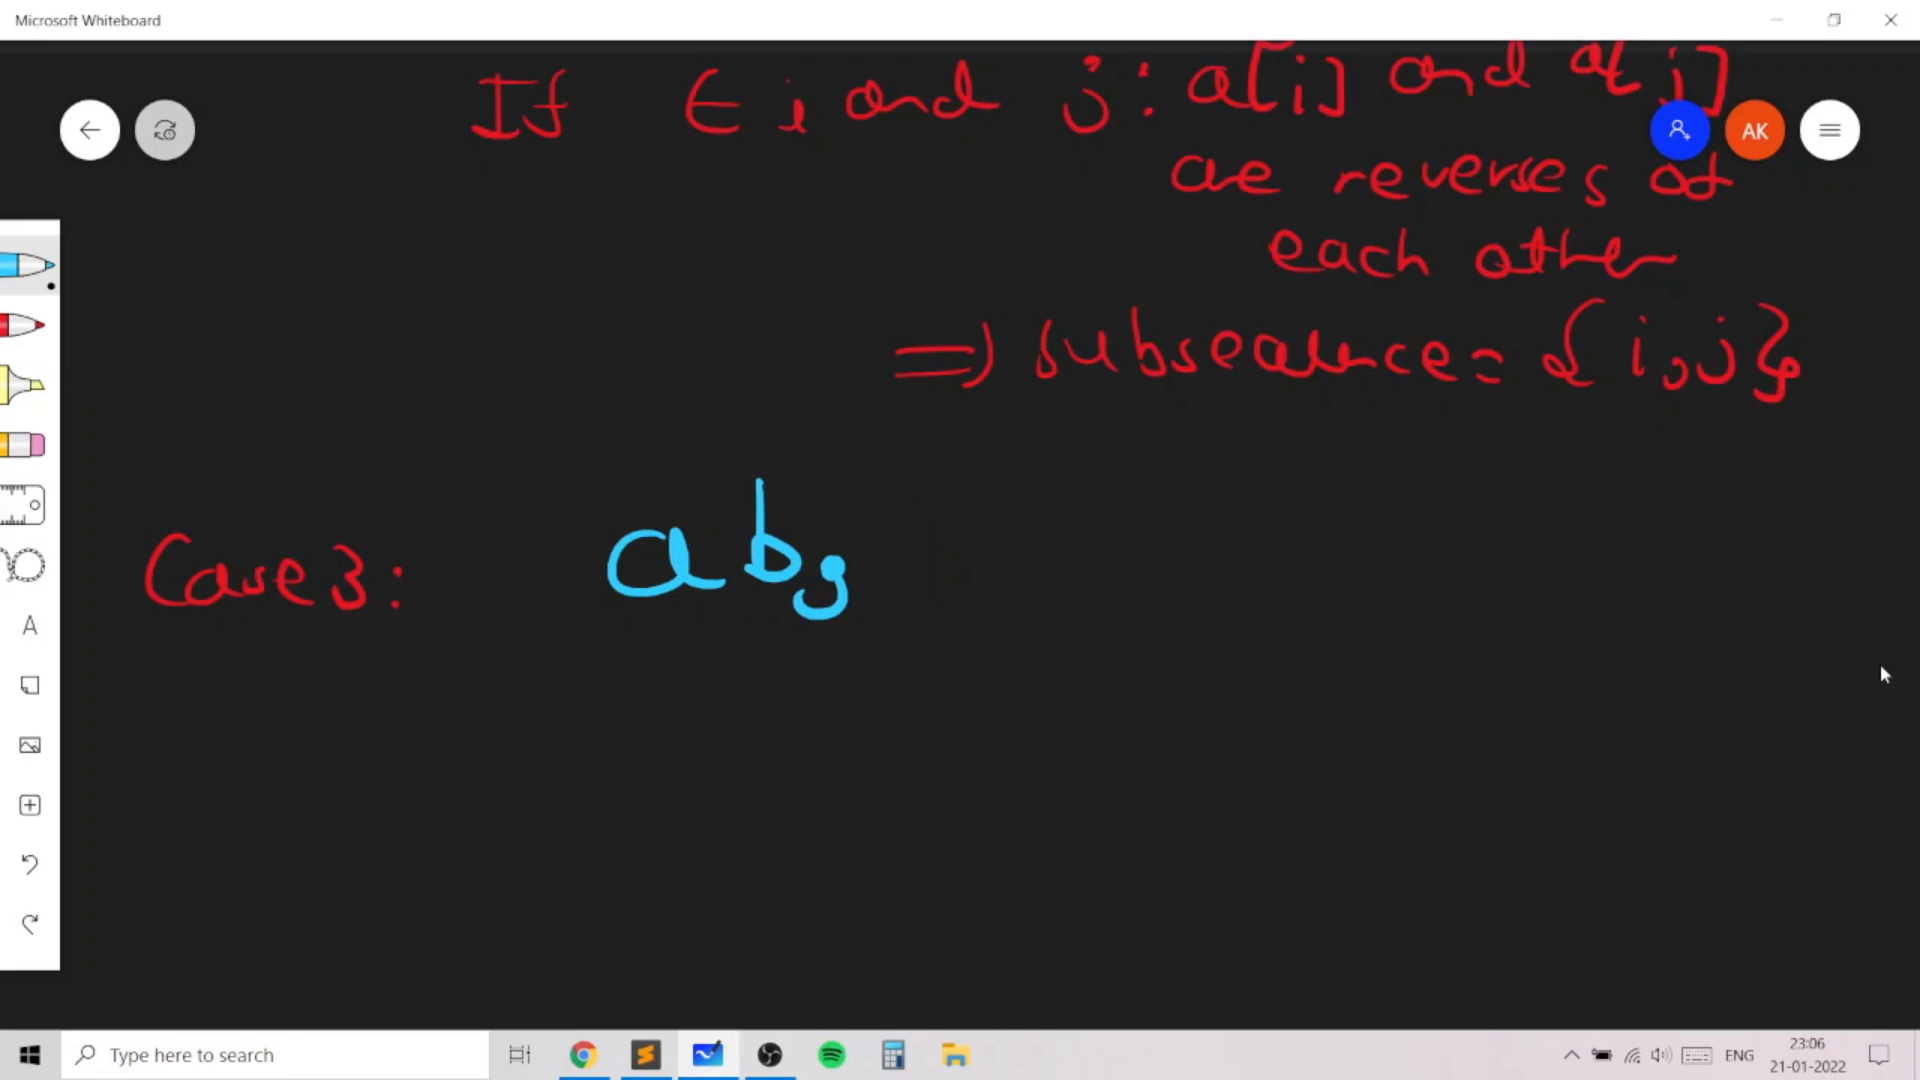 Microsoft Whiteboard
If ∈ i and j : a[i] and a[j]
AK
are reverses of
each other
=> subsequence = {i,j}
Case 3: abg
A
Type here to search
ENG
23:06
21-01-2022